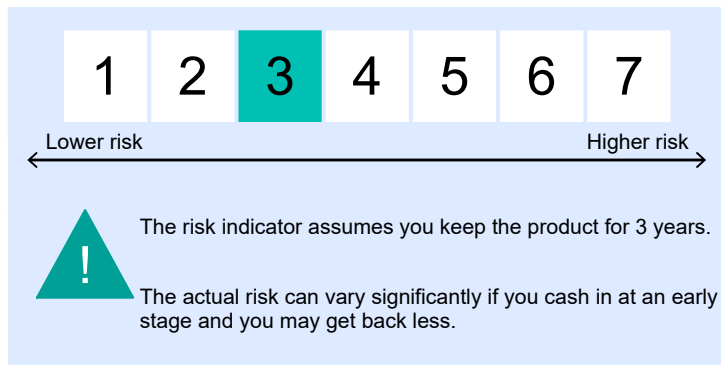 1 2 3 4 5 6 7
Lower risk Higher risk
!
The risk indicator assumes you keep the product for 3 years.
The actual risk can vary significantly if you cash in at an early
stage and you may get back less.